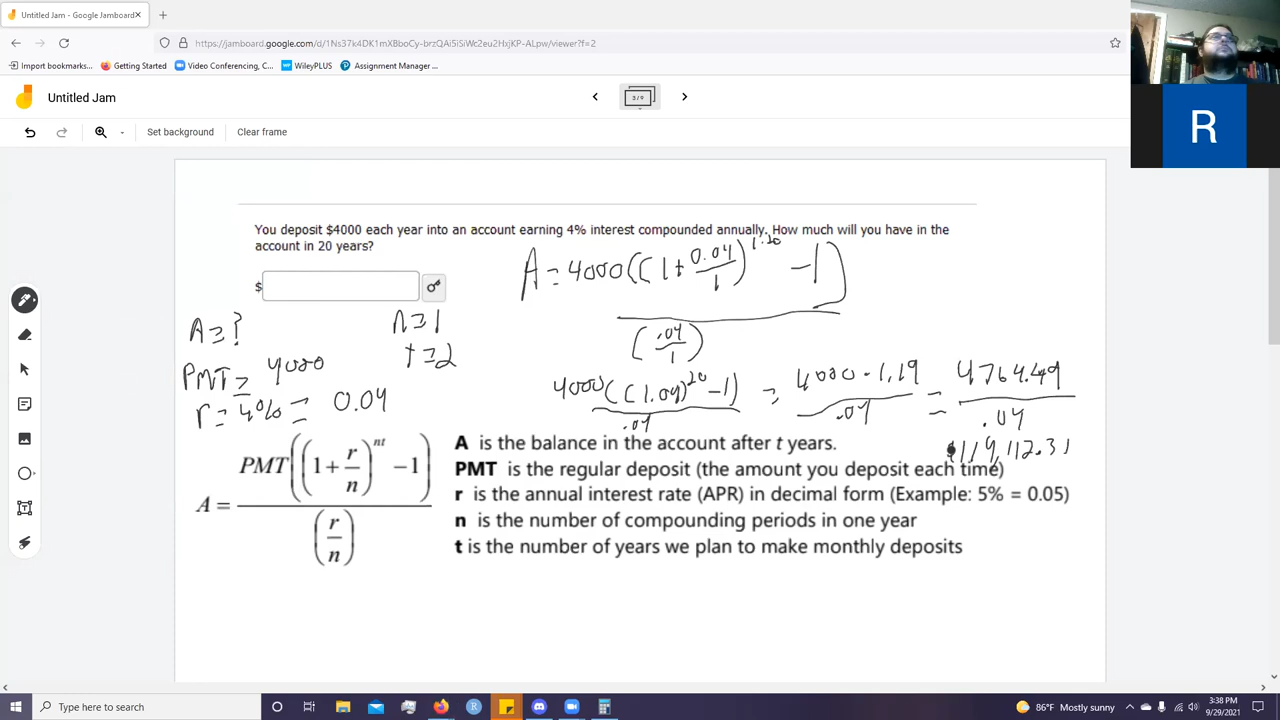 Untitled Jam - Google Jamboard
https://jamboard.google.com/d/1Ns37k4DK1mXBboCy-brzQAi5iSiWc2eu2HxjKP-ALpw/viewer?f=2
Import bookmarks... Getting Started Video Conferencing, C... WileyPLUS Assignment Manager ...
Untitled Jam
3/9
Set background Clear frame
R
You deposit $4000 each year into an account earning 4% interest compounded annually. How much will you have in the
account in 20 years?
$
A = 4000((1+0.04/1)^1·20 -1)
(.04/1)
A = ?
n = 1
PMT = 4000
t = 2
r = 4% = 0.04
4000((1.04)^20 -1)/.04 = 4000·1.19/.04 = 4764.49/.04
$119,112.31
A = PMT((1+r/n)^nt -1)/(r/n)
A is the balance in the account after t years.
PMT is the regular deposit (the amount you deposit each time)
r is the annual interest rate (APR) in decimal form (Example: 5% = 0.05)
n is the number of compounding periods in one year
t is the number of years we plan to make monthly deposits
Type here to search
86°F Mostly sunny
3:38 PM
9/29/2021